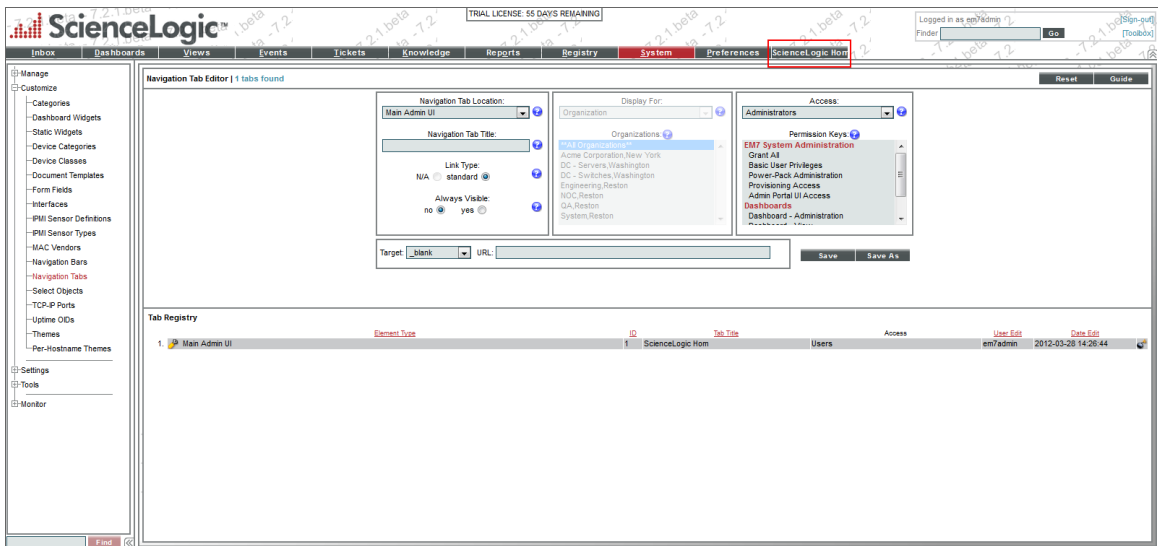 ScienceLogic™
TRIAL LICENSE: 55 DAYS REMAINING
Logged in as em7admin
[Sign-out]
Finder
Go
[Toolbox]
7.2.1.beta - 7.2
Inbox Dashboards Views Events Tickets Knowledge Reports Registry System Preferences ScienceLogic Hom
Manage
Customize
Categories
Dashboard Widgets
Static Widgets
Device Categories
Device Classes
Document Templates
Form Fields
Interfaces
IPMI Sensor Definitions
IPMI Sensor Types
MAC Vendors
Navigation Bars
Navigation Tabs
Select Objects
TCP-IP Ports
Uptime OIDs
Themes
Per-Hostname Themes
Settings
Tools
Monitor
Find
Navigation Tab Editor | 1 tabs found
Reset Guide
Navigation Tab Location:
Main Admin UI
Navigation Tab Title:
Link Type:
N/A standard
Always Visible:
no yes
Display For:
Organization
Organizations:
**All Organizations**
Acme Corporation,New York
DC - Servers,Washington
DC - Switches,Washington
Engineering,Reston
NOC,Reston
QA,Reston
System,Reston
Access:
Administrators
Permission Keys:
EM7 System Administration
Grant All
Basic User Privileges
Power-Pack Administration
Provisioning Access
Admin Portal UI Access
Dashboards
Dashboard - Administration
Dashboard - View
Target: _blank URL:
Save Save As
Tab Registry
Element Type ID Tab Title Access User Edit Date Edit
1. Main Admin UI 1 ScienceLogic Hom Users em7admin 2012-03-28 14:26:44